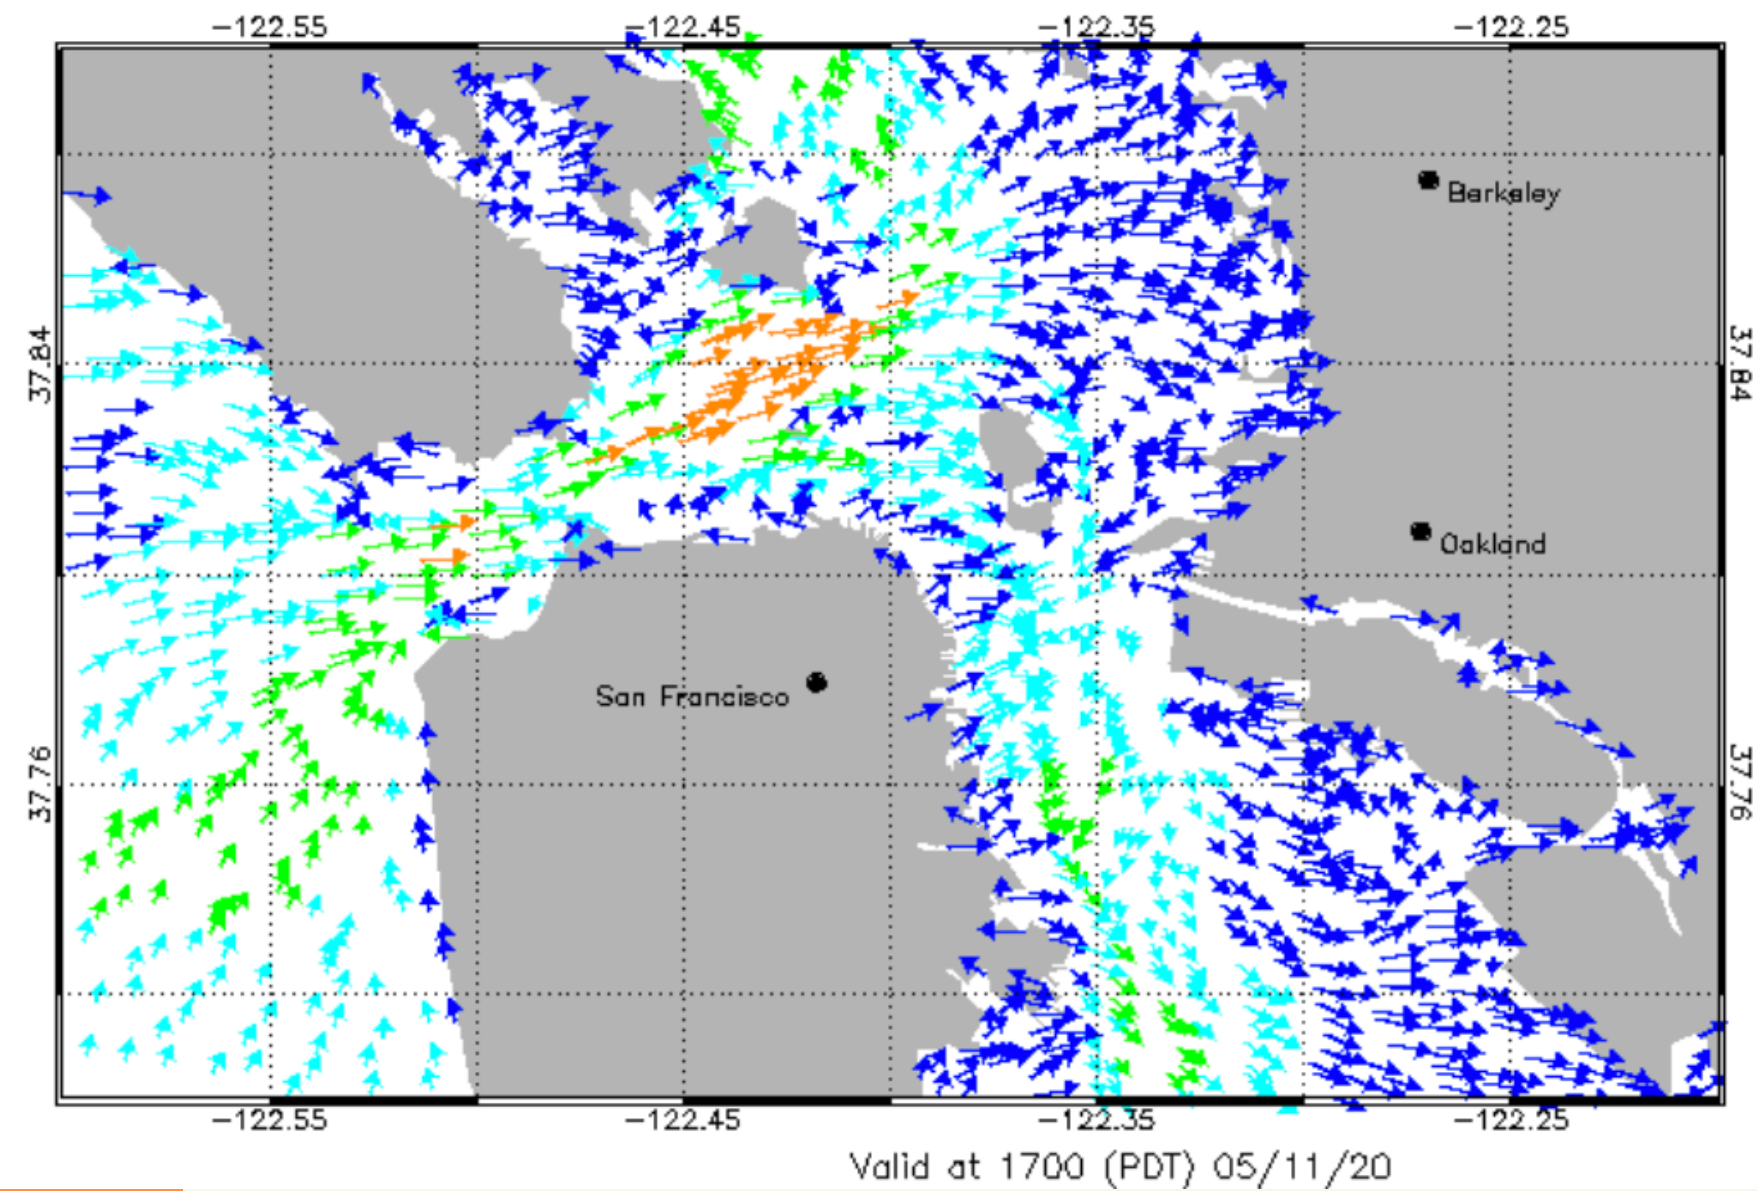 −122.55 −122.45 −122.35 −122.25
Berkeley
37.84 37.84
Oakland
San Francisco
37.76 37.76
−122.55 −122.45 −122.35 −122.25
Valid at 1700 (PDT) 05/11/20